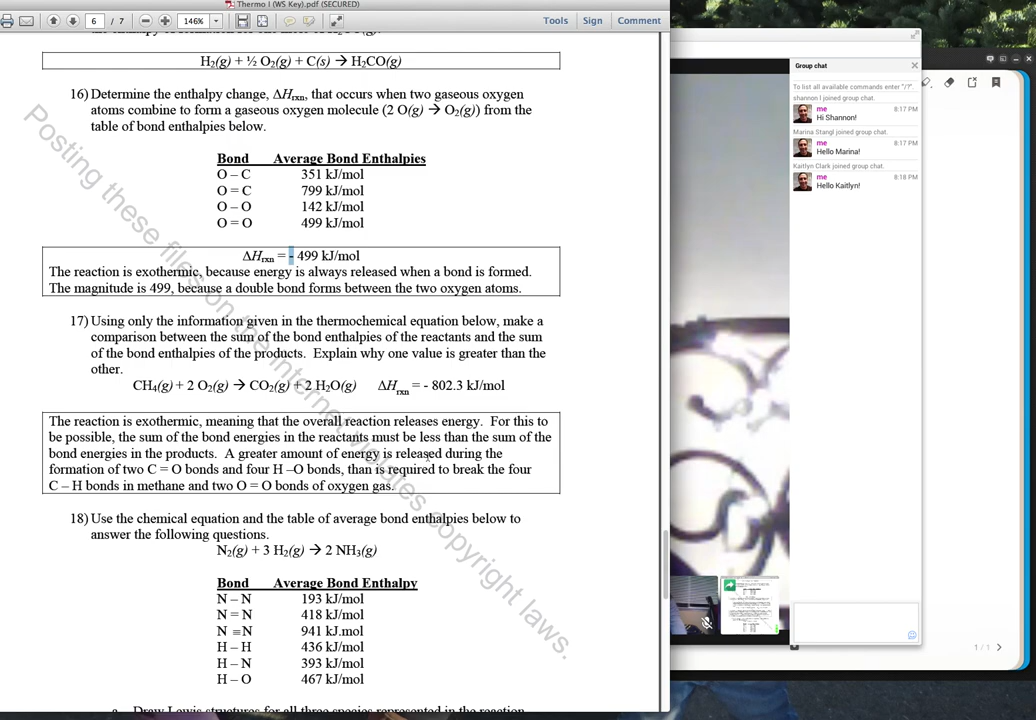 Thermo I (WS Key).pdf (SECURED)
6 / 7
146%
Tools Sign Comment
H₂(g) + ½ O₂(g) + C(s) → H₂CO(g)
16) Determine the enthalpy change, ΔHrxn, that occurs when two gaseous oxygen
atoms combine to form a gaseous oxygen molecule (2 O(g) → O₂(g)) from the
table of bond enthalpies below.
Bond Average Bond Enthalpies
O – C 351 kJ/mol
O = C 799 kJ/mol
O – O 142 kJ/mol
O = O 499 kJ/mol
ΔHrxn = - 499 kJ/mol
The reaction is exothermic, because energy is always released when a bond is formed.
The magnitude is 499, because a double bond forms between the two oxygen atoms.
17) Using only the information given in the thermochemical equation below, make a
comparison between the sum of the bond enthalpies of the reactants and the sum
of the bond enthalpies of the products. Explain why one value is greater than the
other.
CH₄(g) + 2 O₂(g) → CO₂(g) + 2 H₂O(g) ΔHrxn = - 802.3 kJ/mol
The reaction is exothermic, meaning that the overall reaction releases energy. For this to
be possible, the sum of the bond energies in the reactants must be less than the sum of the
bond energies in the products. A greater amount of energy is released during the
formation of two C = O bonds and four H –O bonds, than is required to break the four
C – H bonds in methane and two O = O bonds of oxygen gas.
18) Use the chemical equation and the table of average bond enthalpies below to
answer the following questions.
N₂(g) + 3 H₂(g) → 2 NH₃(g)
Bond Average Bond Enthalpy
N – N 193 kJ/mol
N = N 418 kJ/mol
N ≡N 941 kJ.mol
H – H 436 kJ/mol
H – N 393 kJ/mol
H – O 467 kJ/mol
a. Draw Lewis structures for all three species represented in the reaction
Posting these files on the internet violates copyright laws.
Group chat
To list all available commands enter "/?".
shannon l joined group chat.
me 8:17 PM
Hi Shannon!
Marina Stangl joined group chat.
me 8:17 PM
Hello Marina!
Kaitlyn Clark joined group chat.
me 8:18 PM
Hello Kaitlyn!
1 / 1